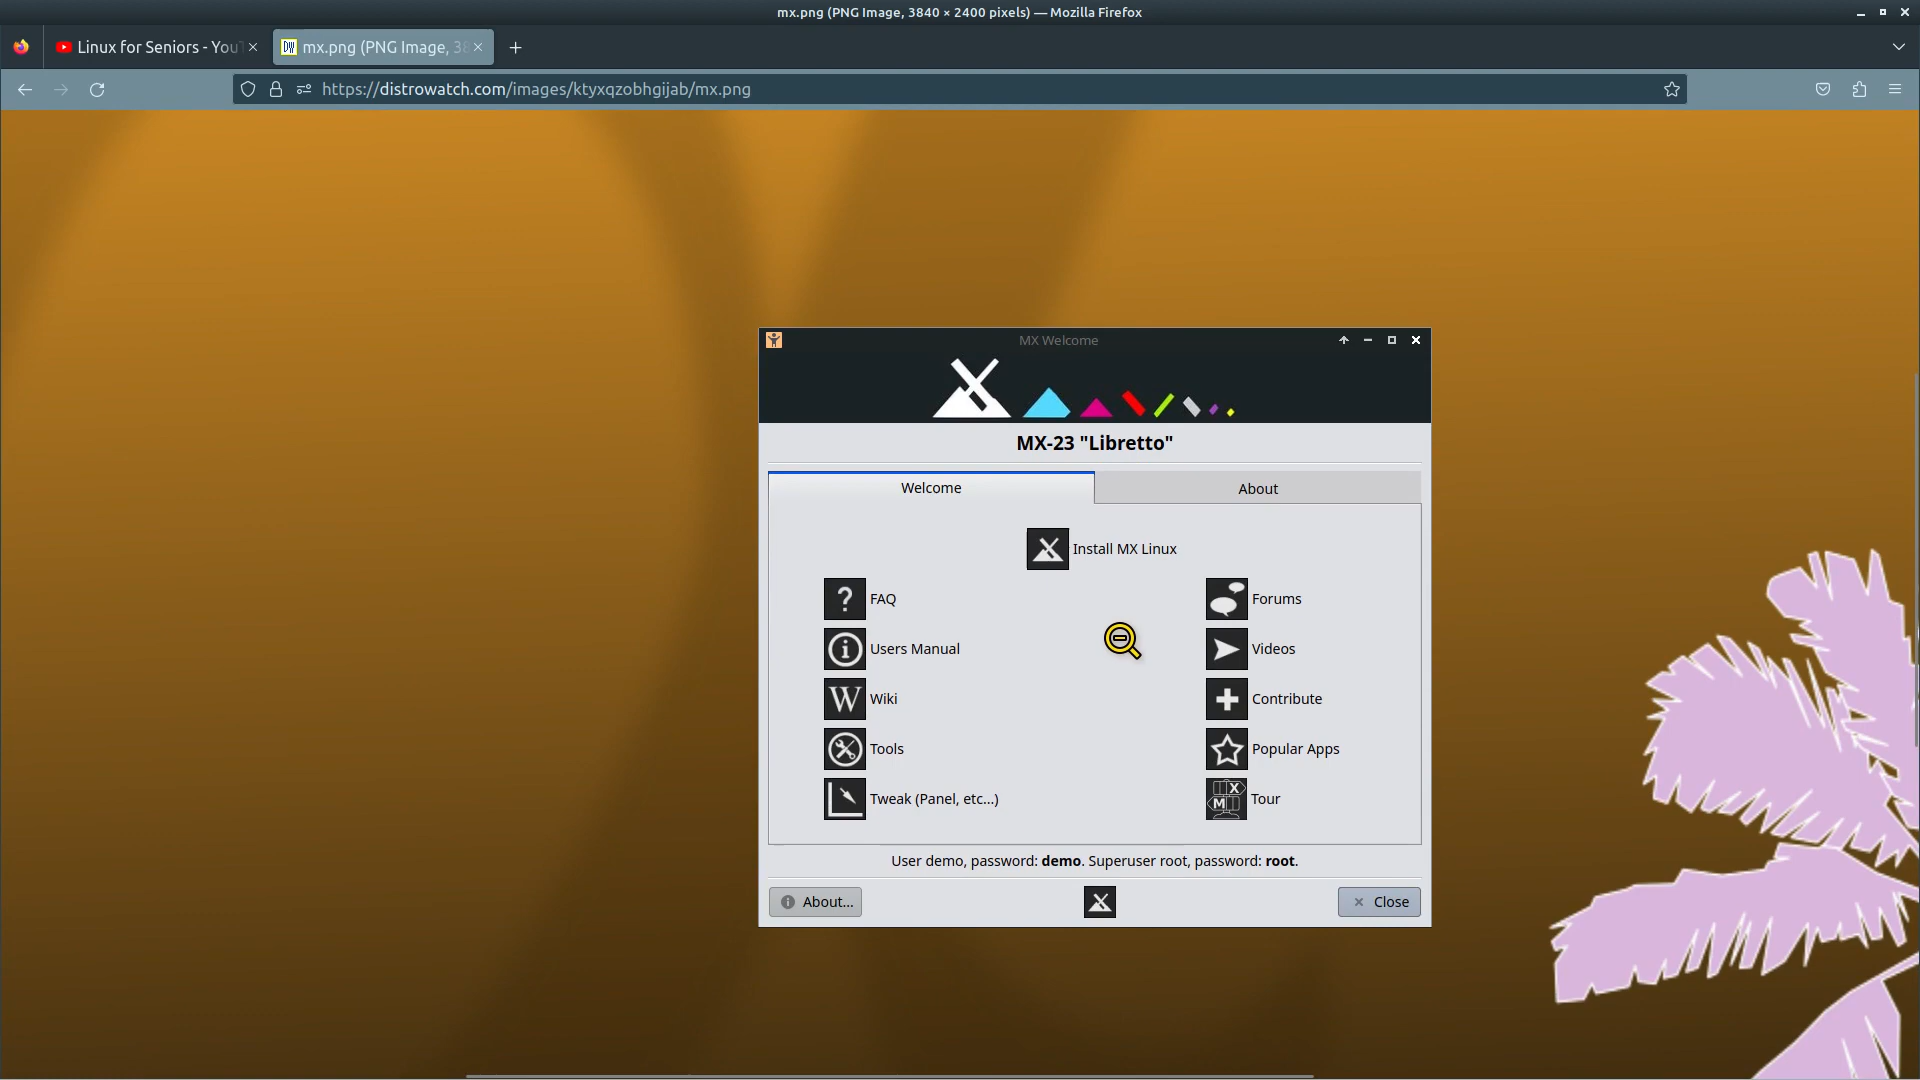 mx.png (PNG Image, 3840 × 2400 pixels) — Mozilla Firefox
Linux for Seniors - You
DW mx.png (PNG Image, 38
https://distrowatch.com/images/ktyxqzobhgijab/mx.png
MX Welcome
MX-23 "Libretto"
Welcome
About
Install MX Linux
? FAQ
Forums
i Users Manual
Videos
W Wiki
Contribute
Tools
Popular Apps
Tweak (Panel, etc...)
X M Tour
User demo, password: demo. Superuser root, password: root.
i About...
Close